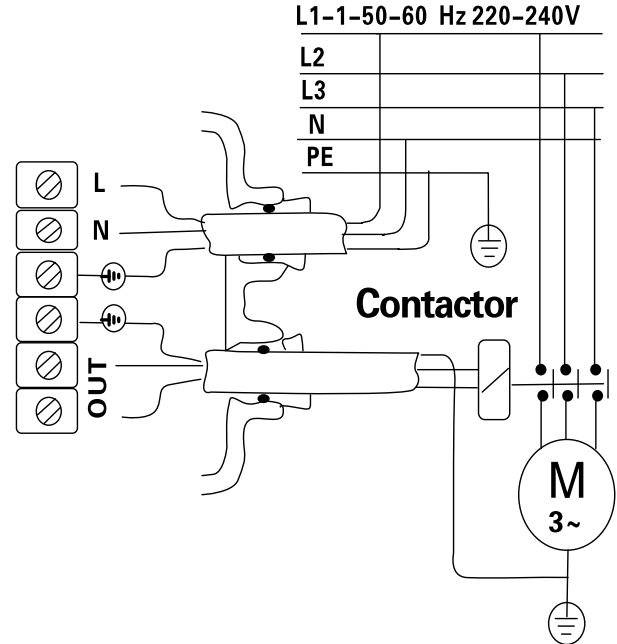 L1-1-50-60 Hz 220-240V
L2
L3
N
PE
L
N
Contactor
OUT
M
3~